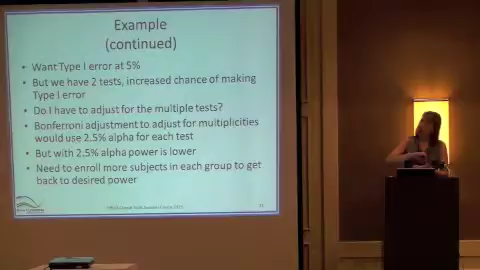 Example
(continued)
• Want Type I error at 5%
• But we have 2 tests, increased chance of making
Type I error
• Do I have to adjust for the multiple tests?
• Bonferroni adjustment to adjust for multiplicities
would use 2.5% alpha for each test
• But with 2.5% alpha power is lower
• Need to enroll more subjects in each group to get
back to desired power